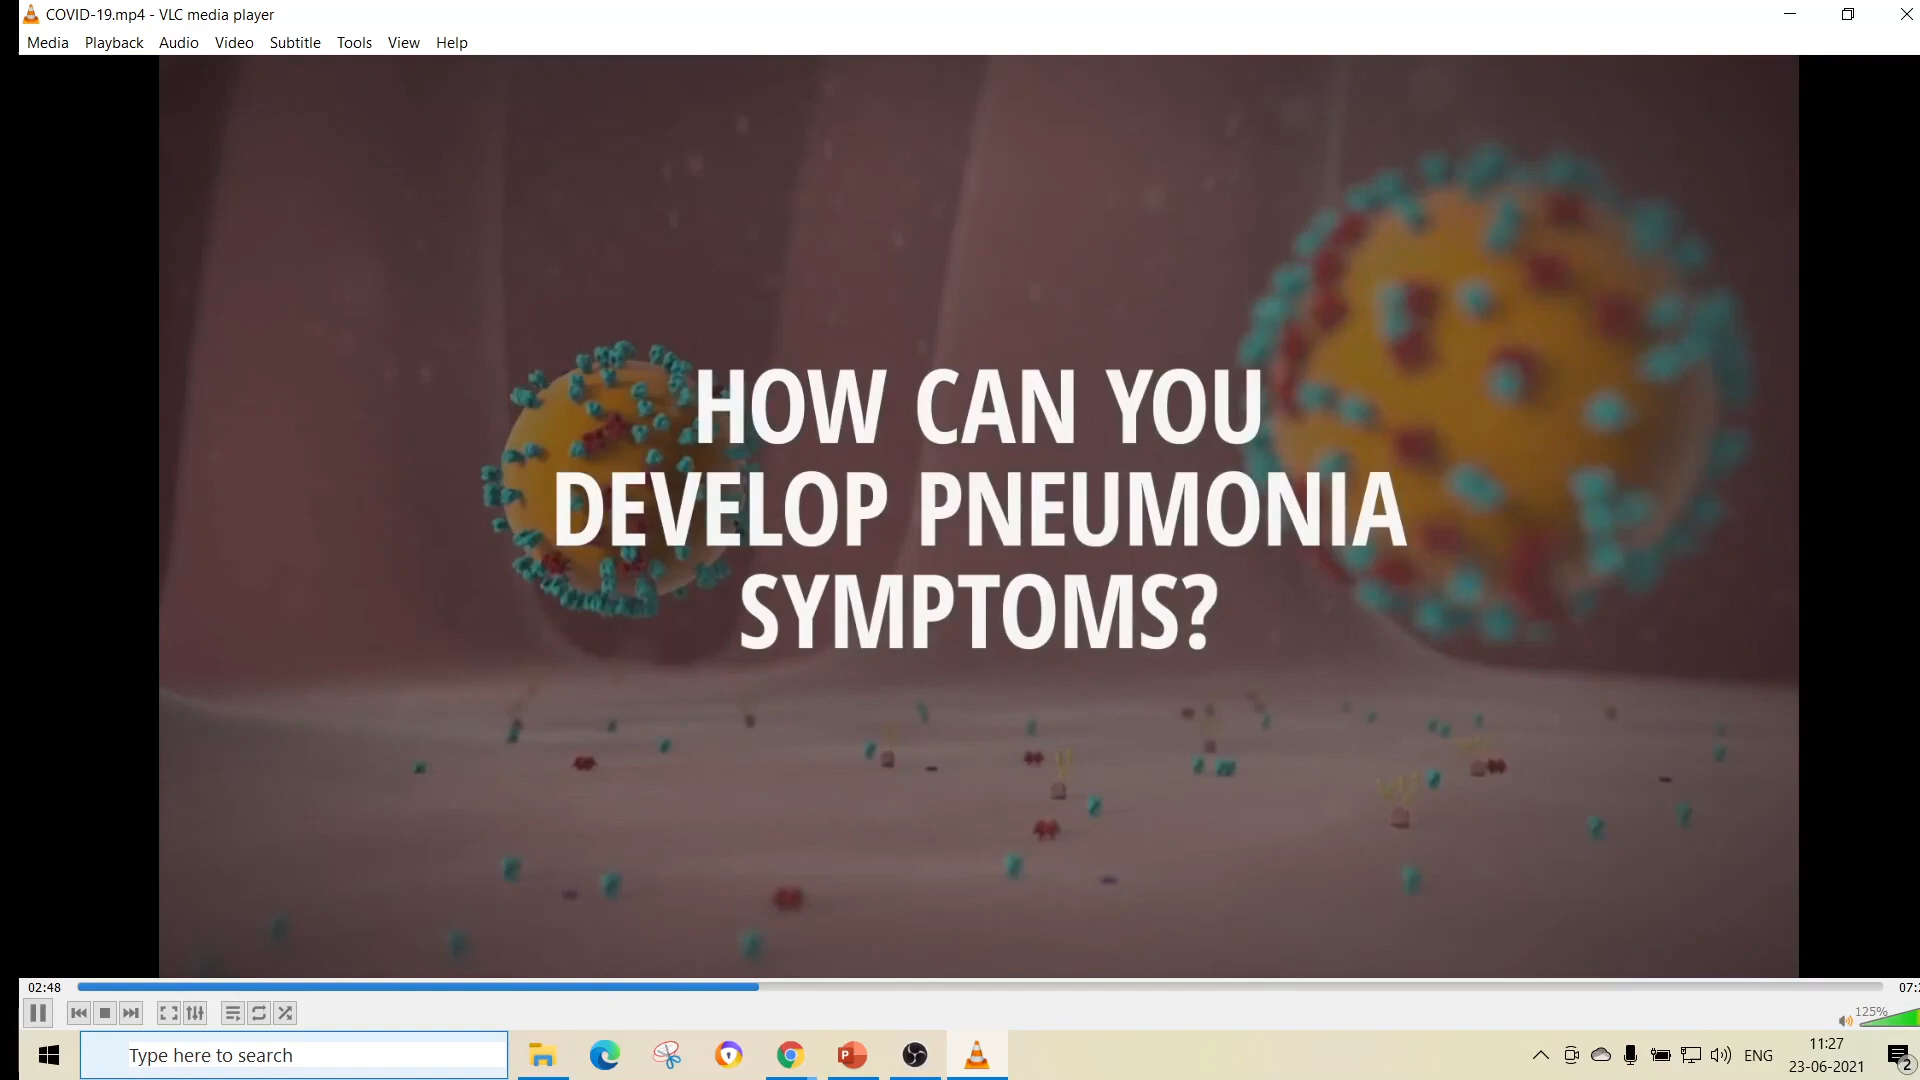 COVID-19.mp4 - VLC media player
Media Playback Audio Video Subtitle Tools View Help
HOW CAN YOU
DEVELOP PNEUMONIA
SYMPTOMS?
02:48
125%
Type here to search
P
ENG
11:27
23-06-2021
2